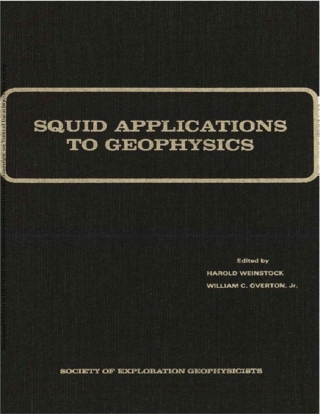 SQUID APPLICATIONS
TO GEOPHYSICS
Edited by
HAROLD WEINSTOCK
WILLIAM C. OVERTON, Jr.
SOCIETY OF EXPLORATION GEOPHYSICISTS